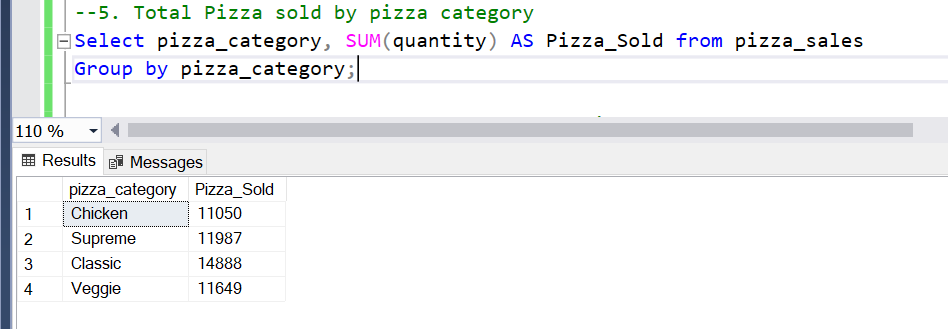 --5. Total Pizza sold by pizza category
Select pizza_category, SUM(quantity) AS Pizza_Sold from pizza_sales
Group by pizza_category;
110 %
Results Messages
pizza_category Pizza_Sold
1 Chicken 11050
2 Supreme 11987
3 Classic 14888
4 Veggie 11649